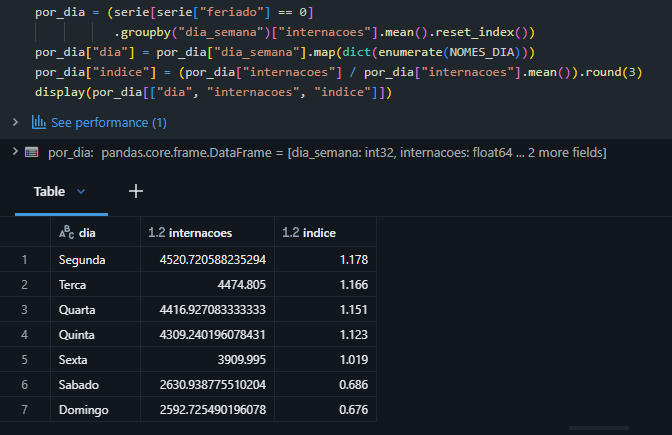 por_dia = (serie[serie["feriado"] == 0]
.groupby("dia_semana")["internacoes"].mean().reset_index())
por_dia["dia"] = por_dia["dia_semana"].map(dict(enumerate(NOMES_DIA)))
por_dia["indice"] = (por_dia["internacoes"] / por_dia["internacoes"].mean()).round(3)
display(por_dia[["dia", "internacoes", "indice"]])
See performance (1)
por_dia: pandas.core.frame.DataFrame = [dia_semana: int32, internacoes: float64 ... 2 more fields]
Table
ABC dia 1.2 internacoes 1.2 indice
1 Segunda 4520.720588235294 1.178
2 Terca 4474.805 1.166
3 Quarta 4416.927083333333 1.151
4 Quinta 4309.240196078431 1.123
5 Sexta 3909.995 1.019
6 Sabado 2630.938775510204 0.686
7 Domingo 2592.725490196078 0.676